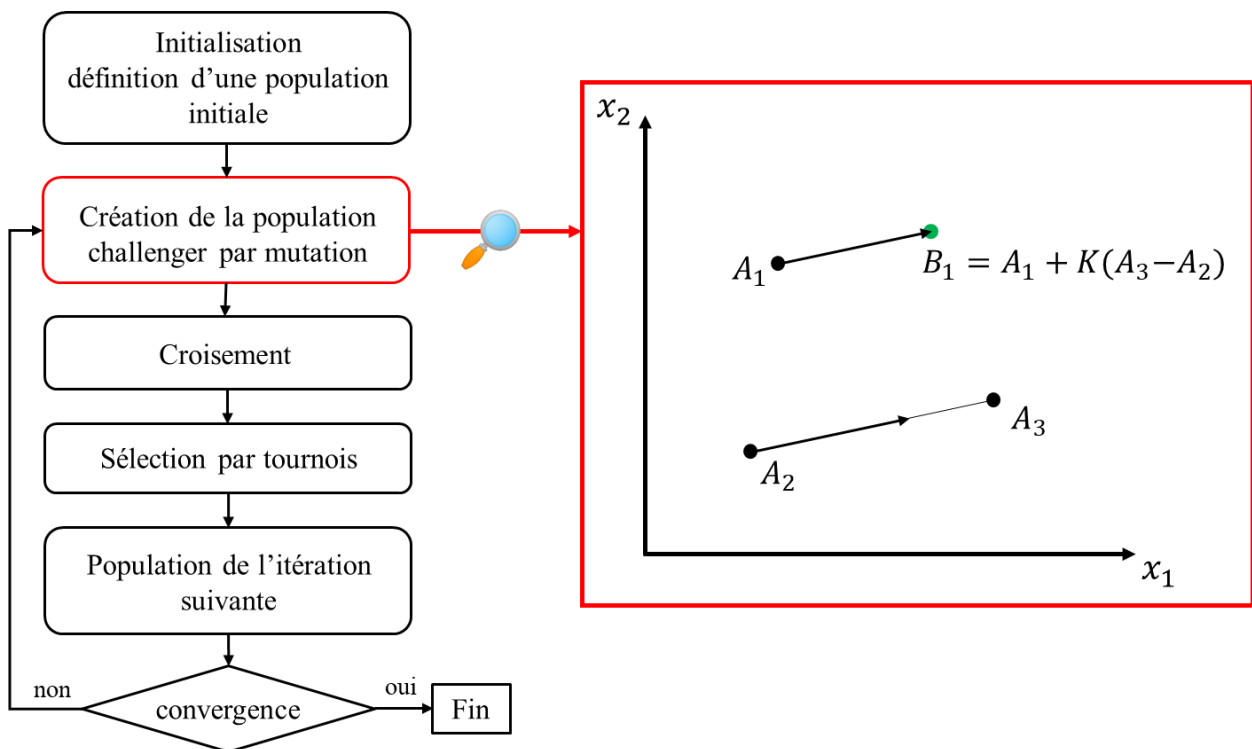 Initialisation
définition d’une population
initiale
Création de la population
challenger par mutation
Croisement
Sélection par tournois
Population de l’itération
suivante
non
convergence
oui
Fin
x₂
A₁
B₁ = A₁ + K(A₃−A₂)
A₃
A₂
x₁